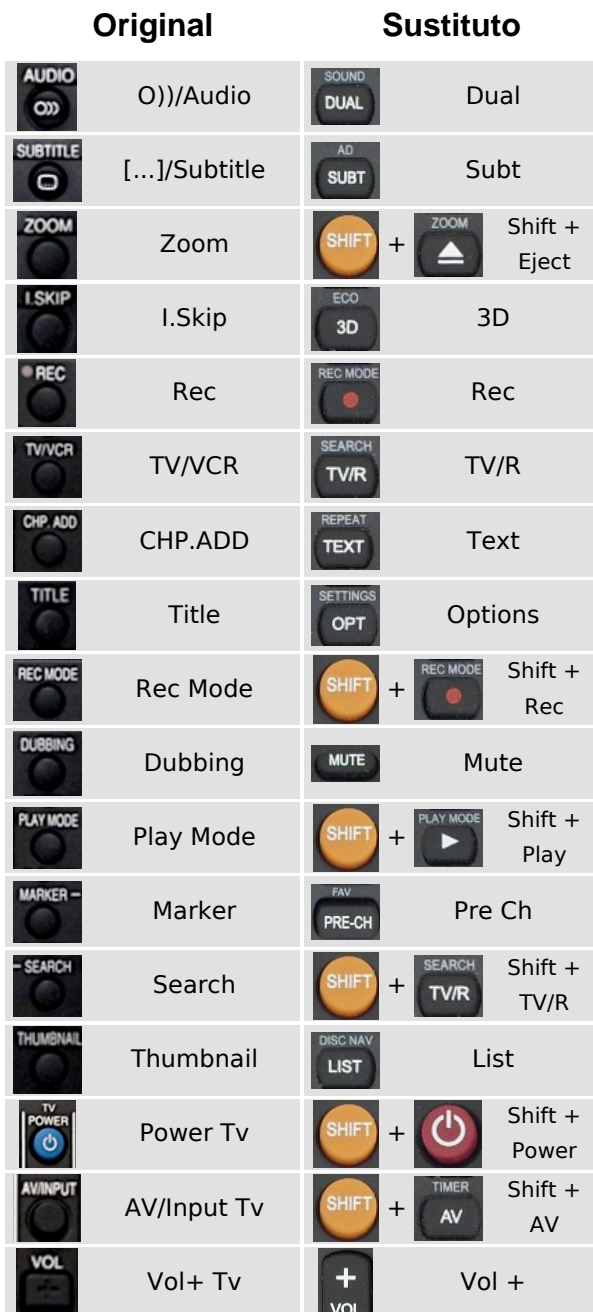 Original Sustituto
AUDIO O))) O))/Audio SOUND DUAL Dual
SUBTITLE [...]/Subtitle AD SUBT Subt
ZOOM Zoom SHIFT + ZOOM Shift + Eject
I.SKIP I.Skip ECO 3D 3D
REC Rec REC MODE Rec
TV/VCR TV/VCR SEARCH TV/R TV/R
CHP. ADD CHP.ADD REPEAT TEXT Text
TITLE Title SETTINGS OPT Options
REC MODE Rec Mode SHIFT + REC MODE Shift + Rec
DUBBING Dubbing MUTE Mute
PLAY MODE Play Mode SHIFT + PLAY MODE Shift + Play
MARKER – Marker FAV PRE-CH Pre Ch
– SEARCH Search SHIFT + SEARCH TV/R Shift + TV/R
THUMBNAIL Thumbnail DISC NAV LIST List
TV POWER Power Tv SHIFT + Shift + Power
AV/INPUT AV/Input Tv SHIFT + TIMER AV Shift + AV
VOL + Vol+ Tv + VOL Vol +